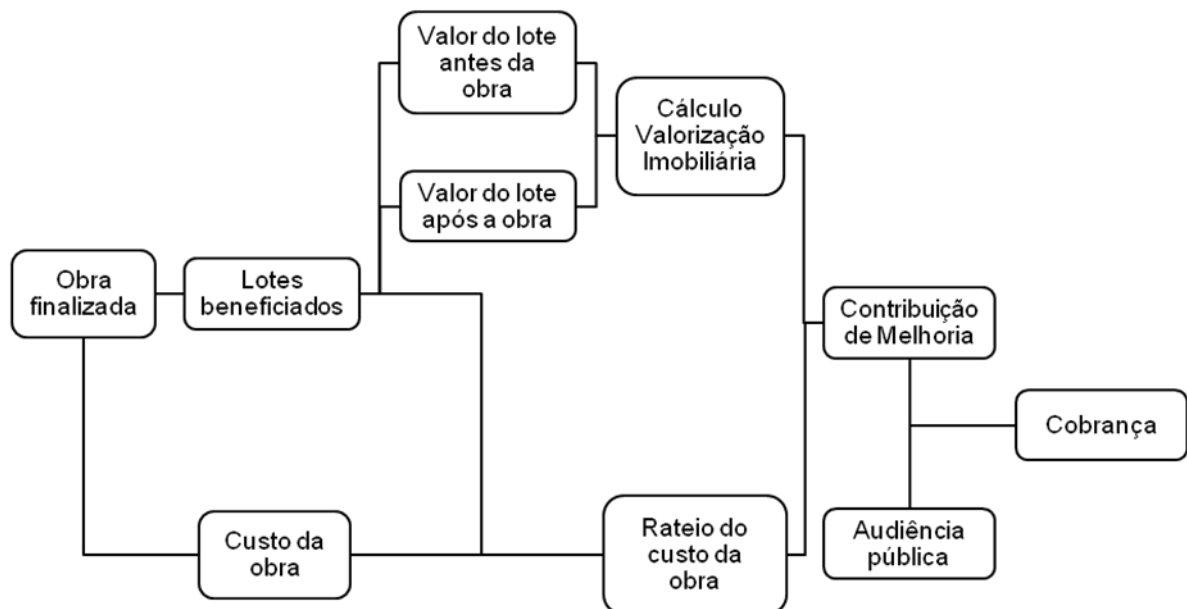 Obra
finalizada
Lotes
beneficiados
Valor do lote
antes da
obra
Valor do lote
após a obra
Cálculo
Valorização
Imobiliária
Contribuição
de Melhoria
Cobrança
Custo da
obra
Rateio do
custo da
obra
Audiência
pública